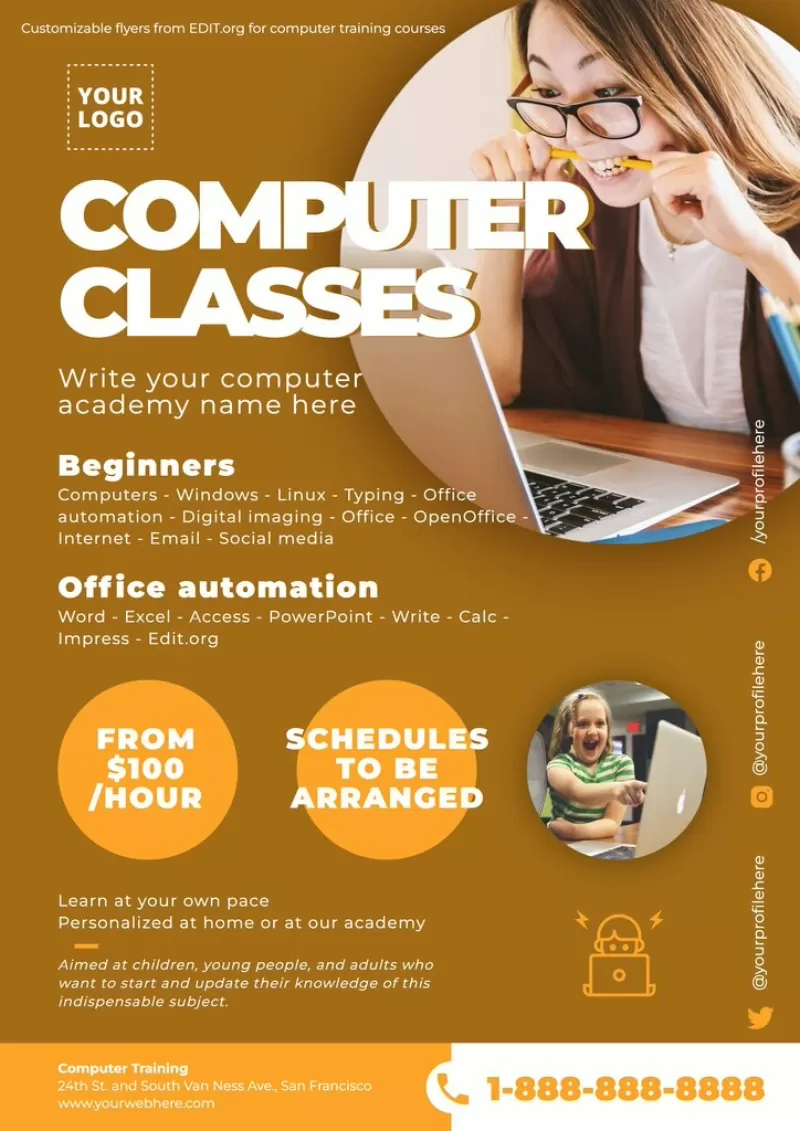 Customizable flyers from EDIT.org for computer training courses
YOUR
LOGO
COMPUTER
CLASSES
Write your computer
academy name here
Beginners
Computers - Windows - Linux - Typing - Office
automation - Digital imaging - Office - OpenOffice -
Internet - Email - Social media
Office automation
Word - Excel - Access - PowerPoint - Write - Calc -
Impress - Edit.org
FROM
$100
/HOUR
SCHEDULES
TO BE
ARRANGED
Learn at your own pace
Personalized at home or at our academy
Aimed at children, young people, and adults who
want to start and update their knowledge of this
indispensable subject.
/yourprofilehere
@yourprofilehere
@yourprofilehere
Computer Training
24th St. and South Van Ness Ave., San Francisco
www.yourwebhere.com
1-888-888-8888